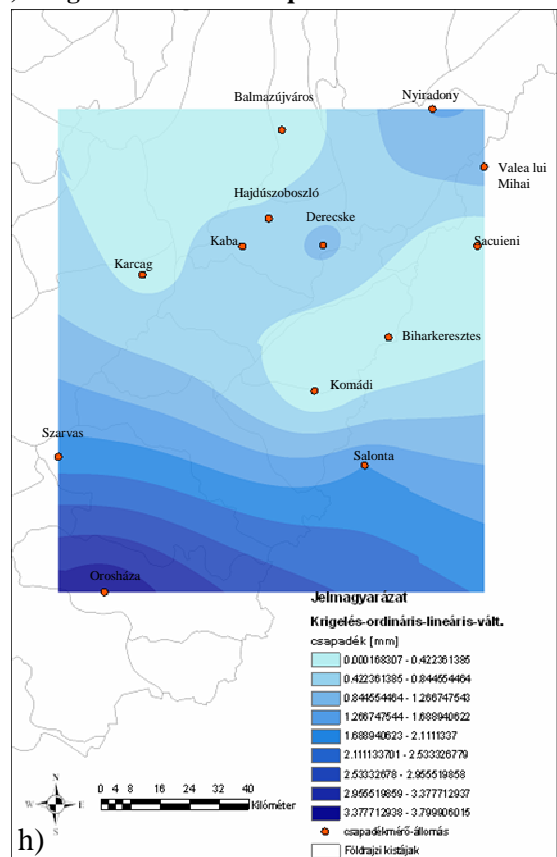 Nyiradony
Balmazújváros
Valea lui
Mihai
Hajdúszoboszló
Derecske
Kaba
Sacuieni
Karcag
Biharkeresztes
Komádi
Szarvas
Salonta
Orosháza
Jelmagyarázat
Krigelés-ordináris-lineáris-vált.
csapadék [mm]
0.000168307 - 0.422361385
0.422361385 - 0.844554464
0.844554464 - 1.266747543
1.266747544 - 1.688940622
1.688940623 - 2.1111337
2.111133701 - 2.533326779
2.53332678 - 2.955519858
2.955519859 - 3.377712937
3.377712938 - 3.799906015
csapadékmérő-állomás
Földrajzi kistájak
N
W E
S
0 4 8 16 24 32 40
Kilóméter
h)